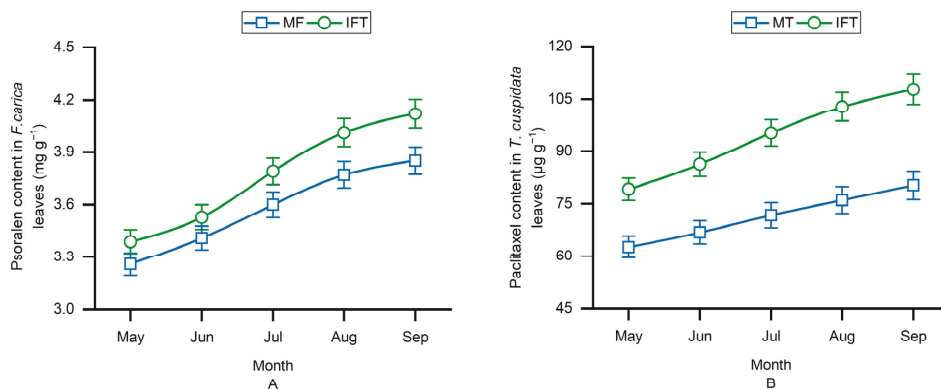 MF IFT
4.5
4.2
3.9
3.6
3.3
3.0
Psoralen content in F.carica
leaves (mg g⁻¹)
May Jun Jul Aug Sep
Month
A
MT IFT
120
105
90
75
60
45
Paclitaxel content in T. cuspidata
leaves (µg g⁻¹)
May Jun Jul Aug Sep
Month
B